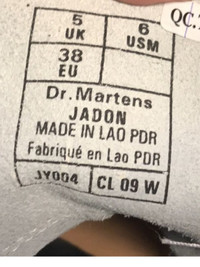 QC.
5 6
UK USM
38
EU
Dr. Martens
JADON
MADE IN LAO PDR
Fabriqué en Lao PDR
JY004 CL 09 W